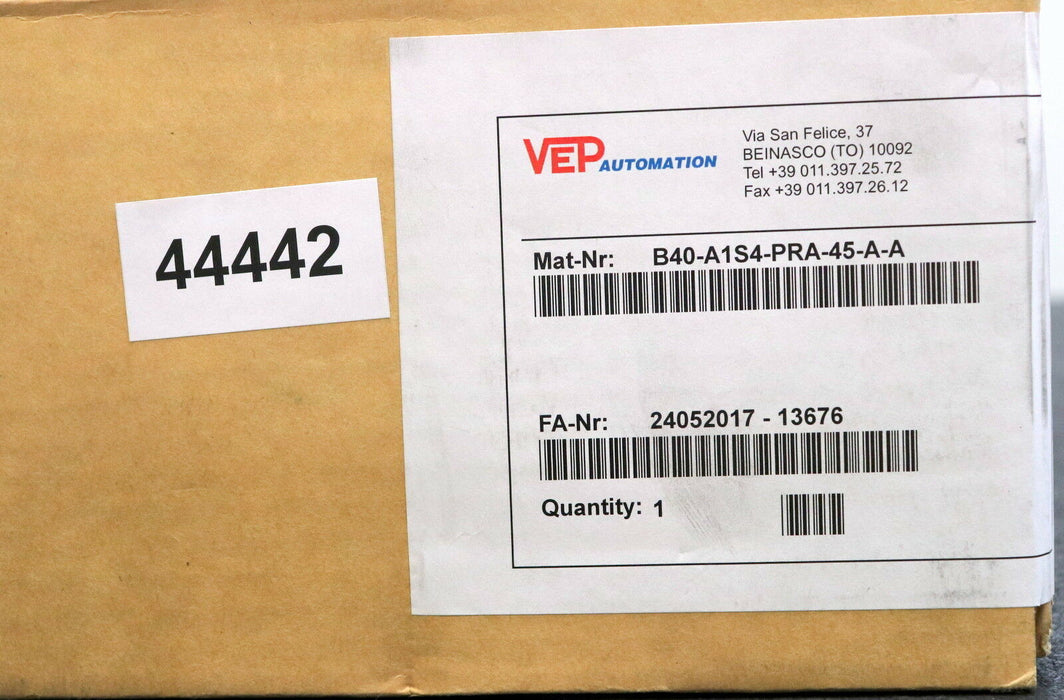 44442
VEP AUTOMATION
Via San Felice, 37
BEINASCO (TO) 10092
Tel +39 011.397.25.72
Fax +39 011.397.26.12
Mat-Nr: B40-A1S4-PRA-45-A-A
FA-Nr: 24052017 - 13676
Quantity: 1